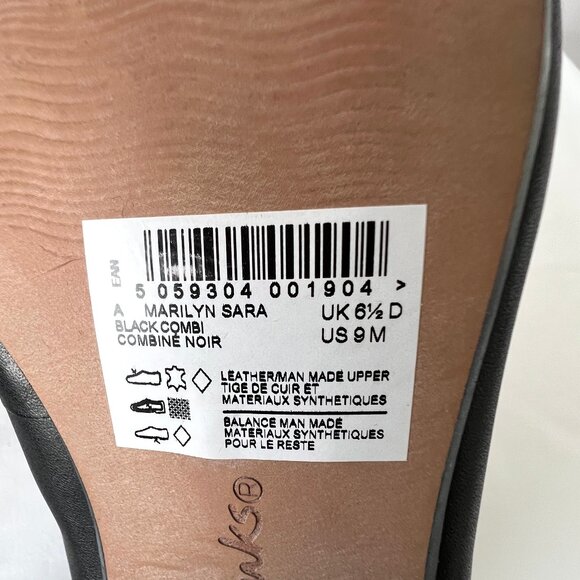 EAN
5 059304 001904 >
A MARILYN SARA UK 6½ D
BLACK COMBI US 9 M
COMBINÉ NOIR
LEATHER/MAN MADE UPPER
TIGE DE CUIR ET
MATERIAUX SYNTHETIQUES
BALANCE MAN MADE
MATERIAUX SYNTHETIQUES
POUR LE RESTE